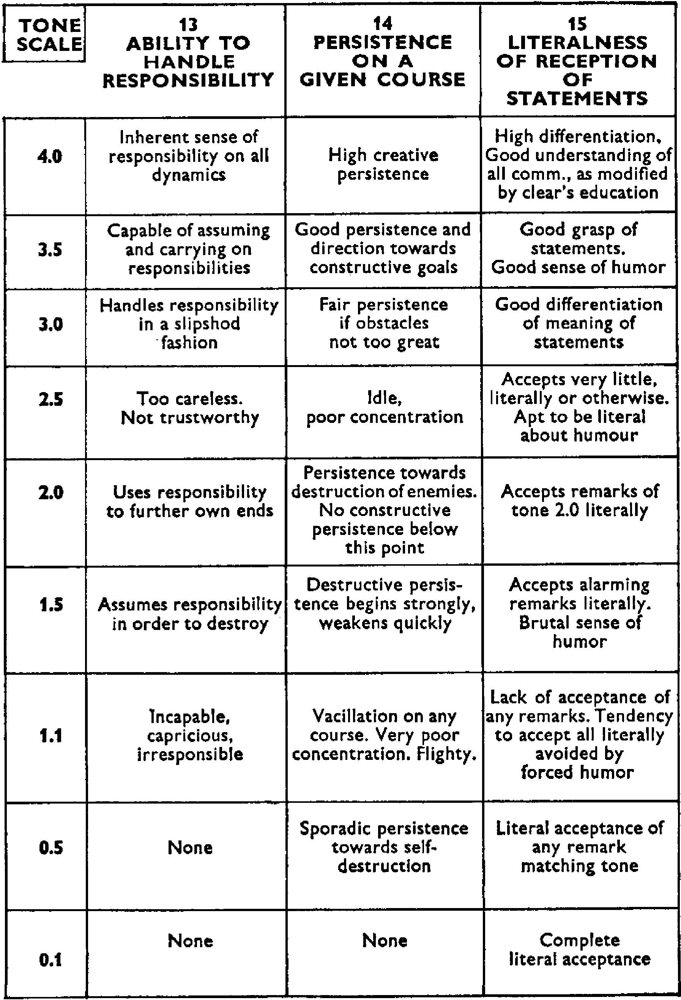 TONE
SCALE
13
ABILITY TO
HANDLE
RESPONSIBILITY
14
PERSISTENCE
ON A
GIVEN COURSE
15
LITERALNESS
OF RECEPTION
OF
STATEMENTS
4.0
Inherent sense of
responsibility on all
dynamics
High creative
persistence
High differentiation,
Good understanding of
all comm., as modified
by clear's education
3.5
Capable of assuming
and carrying on
responsibilities
Good persistence and
direction towards
constructive goals
Good grasp of
statements.
Good sense of humor
3.0
Handles responsibility
in a slipshod
fashion
Fair persistence
if obstacles
not too great
Good differentiation
of meaning of
statements
2.5
Too careless.
Not trustworthy
Idle,
poor concentration
Accepts very little,
literally or otherwise.
Apt to be literal
about humour
2.0
Uses responsibility
to further own ends
Persistence towards
destruction of enemies.
No constructive
persistence below
this point
Accepts remarks of
tone 2.0 literally
1.5
Assumes responsibility
in order to destroy
Destructive persis-
tence begins strongly,
weakens quickly
Accepts alarming
remarks literally.
Brutal sense of
humor
1.1
Incapable,
capricious,
irresponsible
Vacillation on any
course. Very poor
concentration. Flighty.
Lack of acceptance of
any remarks. Tendency
to accept all literally
avoided by
forced humor
0.5
None
Sporadic persistence
towards self-
destruction
Literal acceptance of
any remark
matching tone
0.1
None
None
Complete
literal acceptance